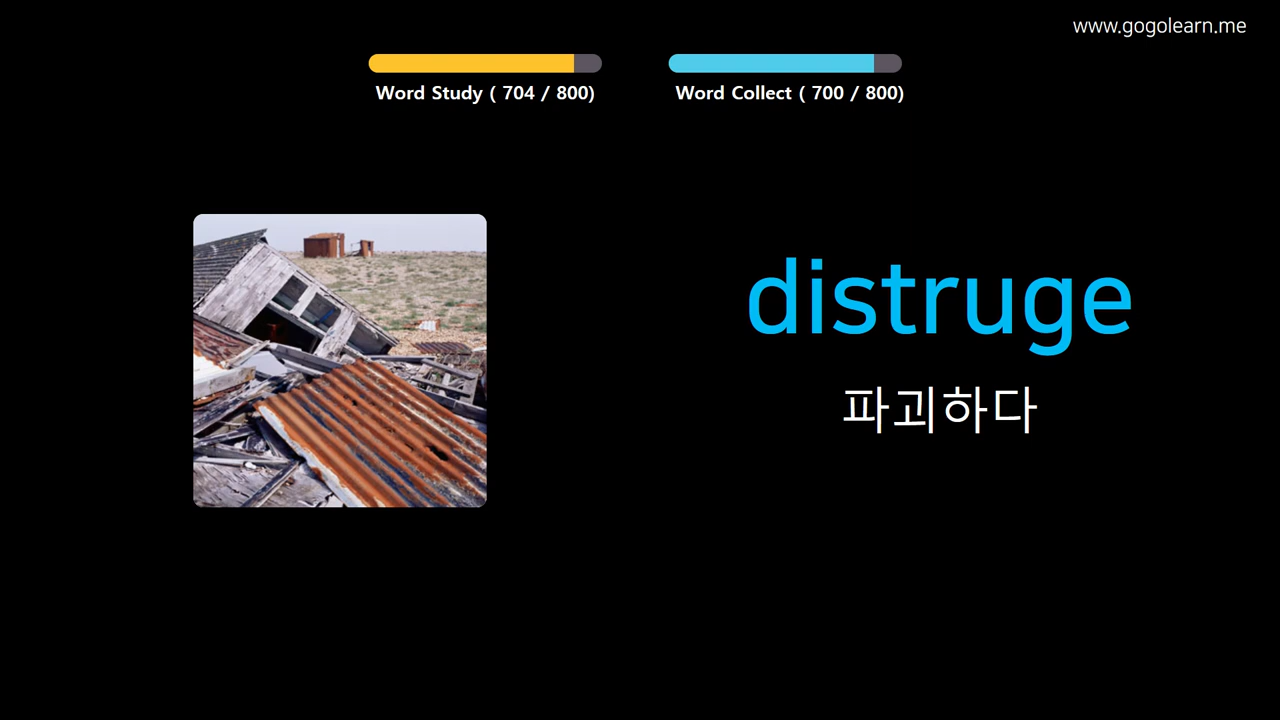 www.gogolearn.me
Word Study ( 704 / 800)
Word Collect ( 700 / 800)
distruge
파괴하다